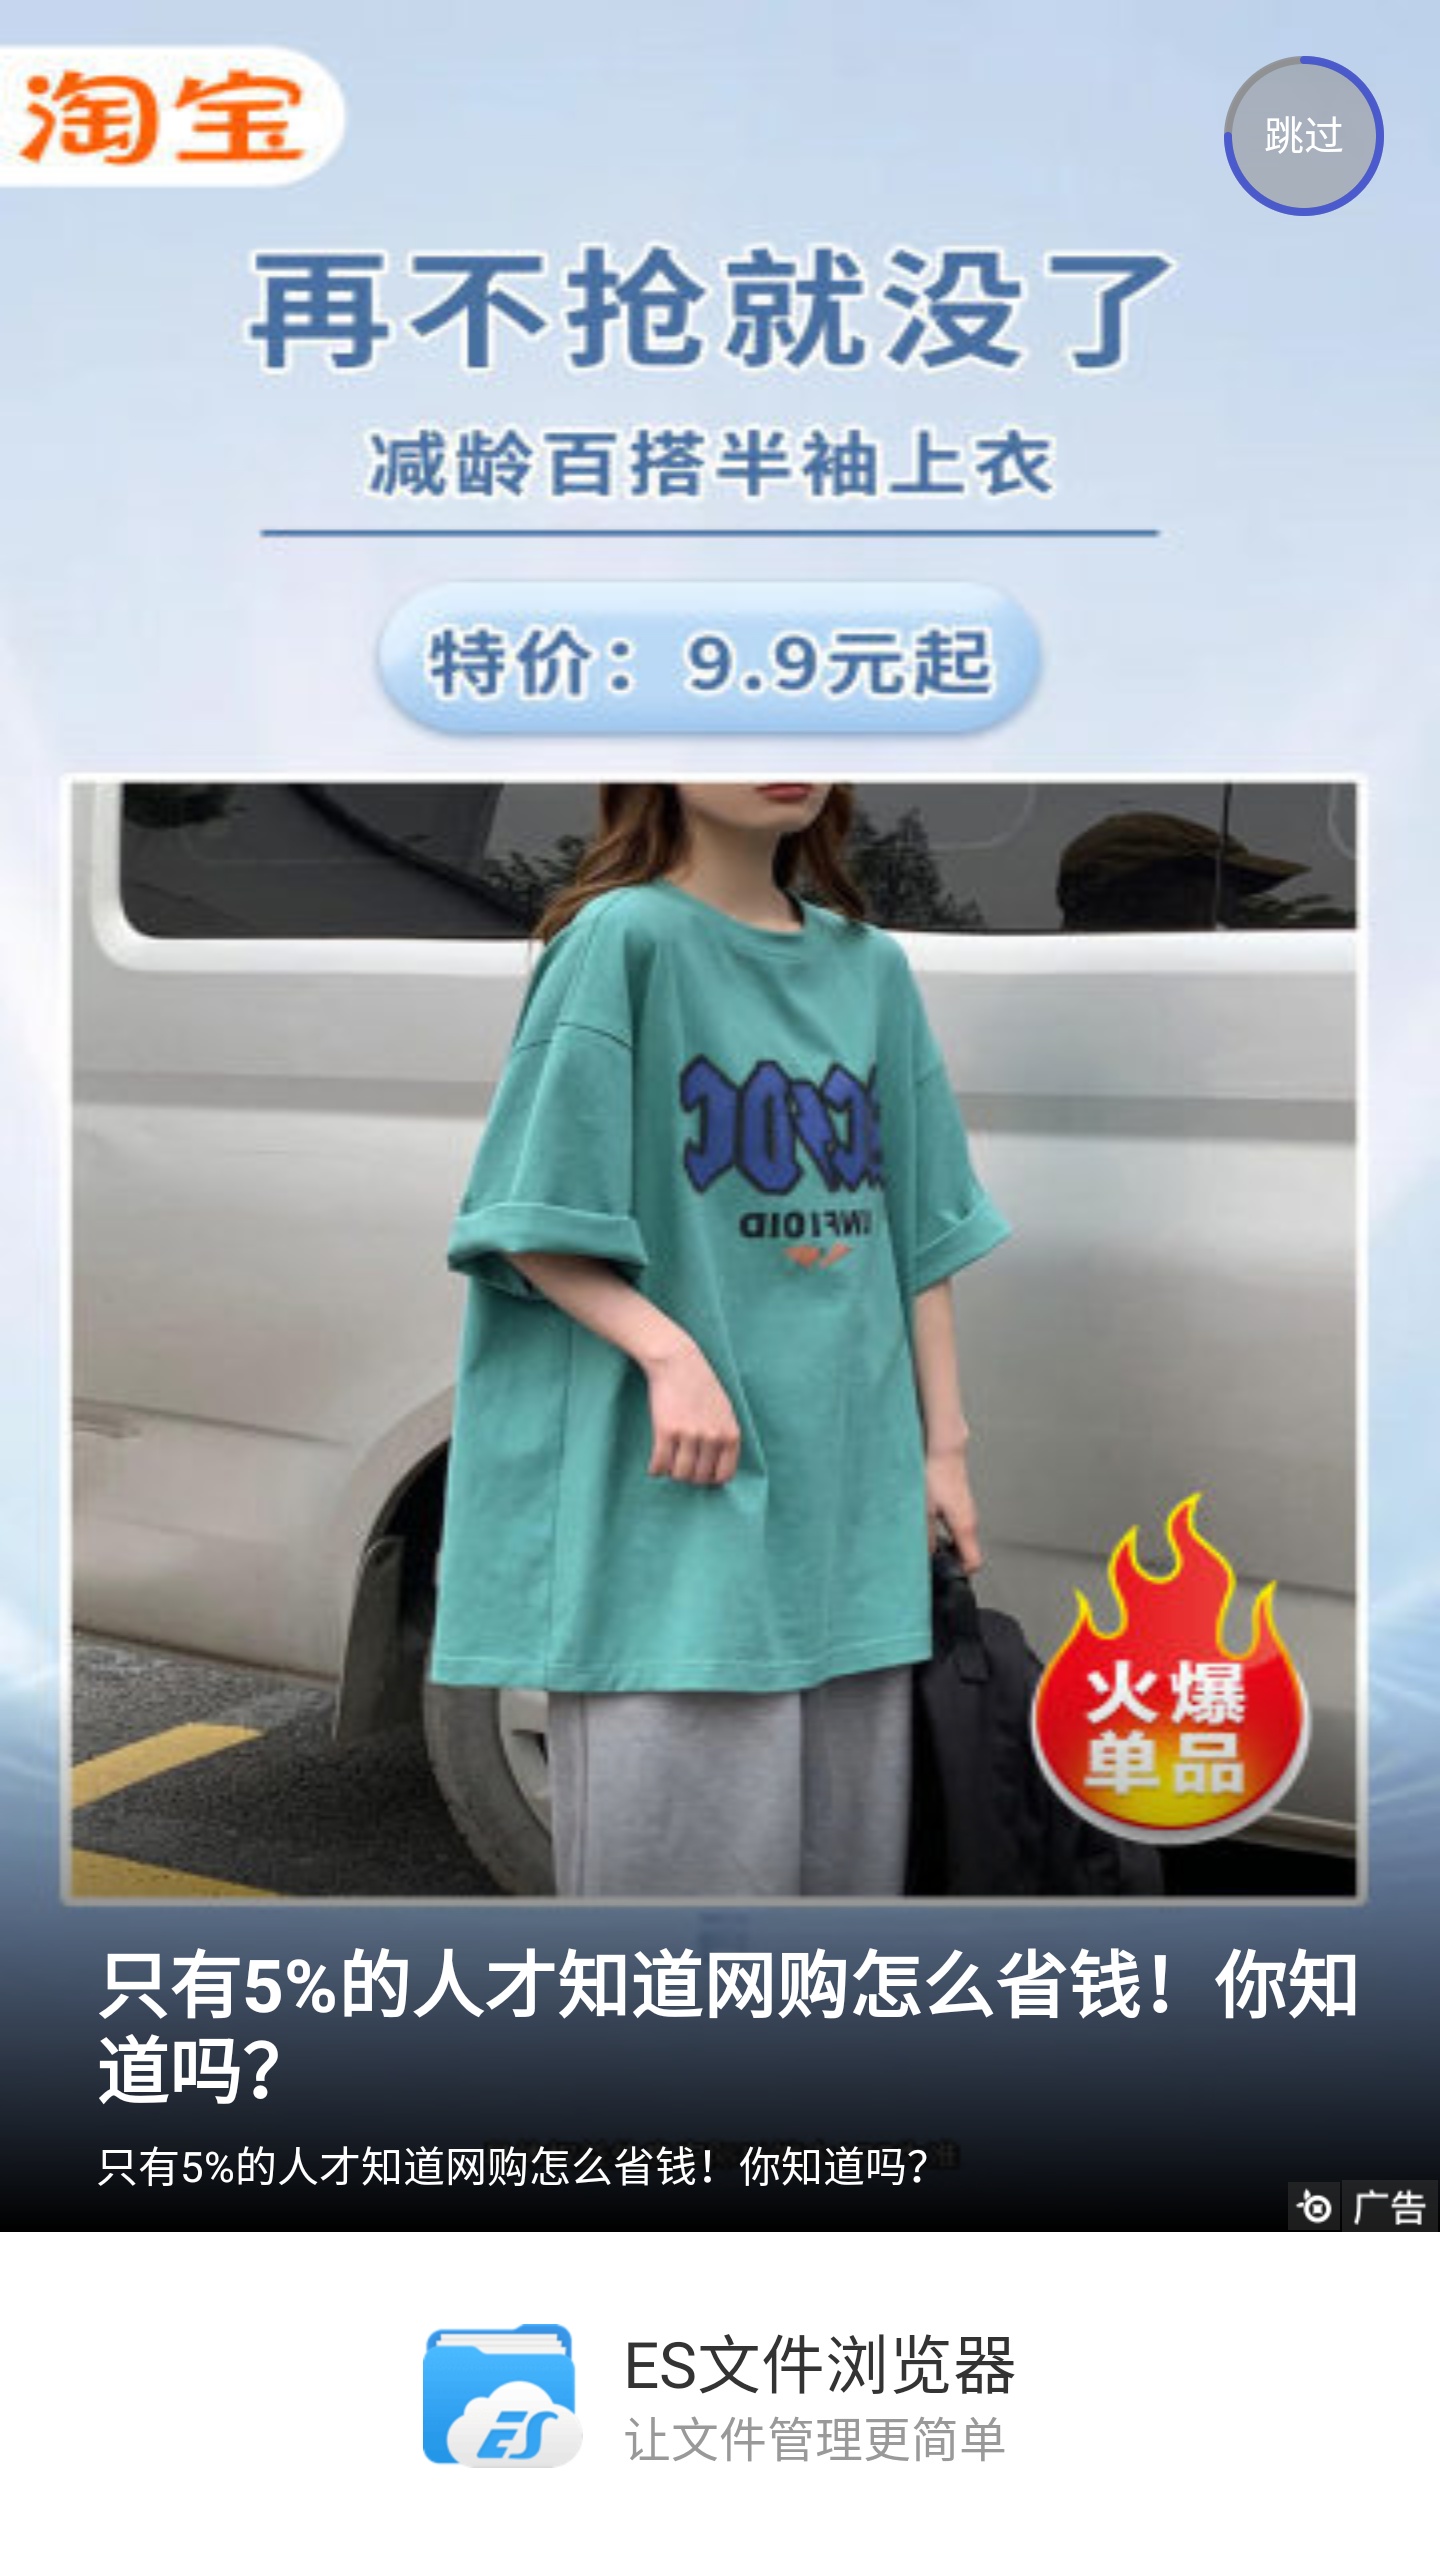 淘宝
跳过
再不抢就没了
减龄百搭半袖上衣
特价：9.9元起
火爆
单品
只有5%的人才知道网购怎么省钱！你知
道吗？
只有5%的人才知道网购怎么省钱！你知道吗？
广告
ES文件浏览器
ES
让文件管理更简单